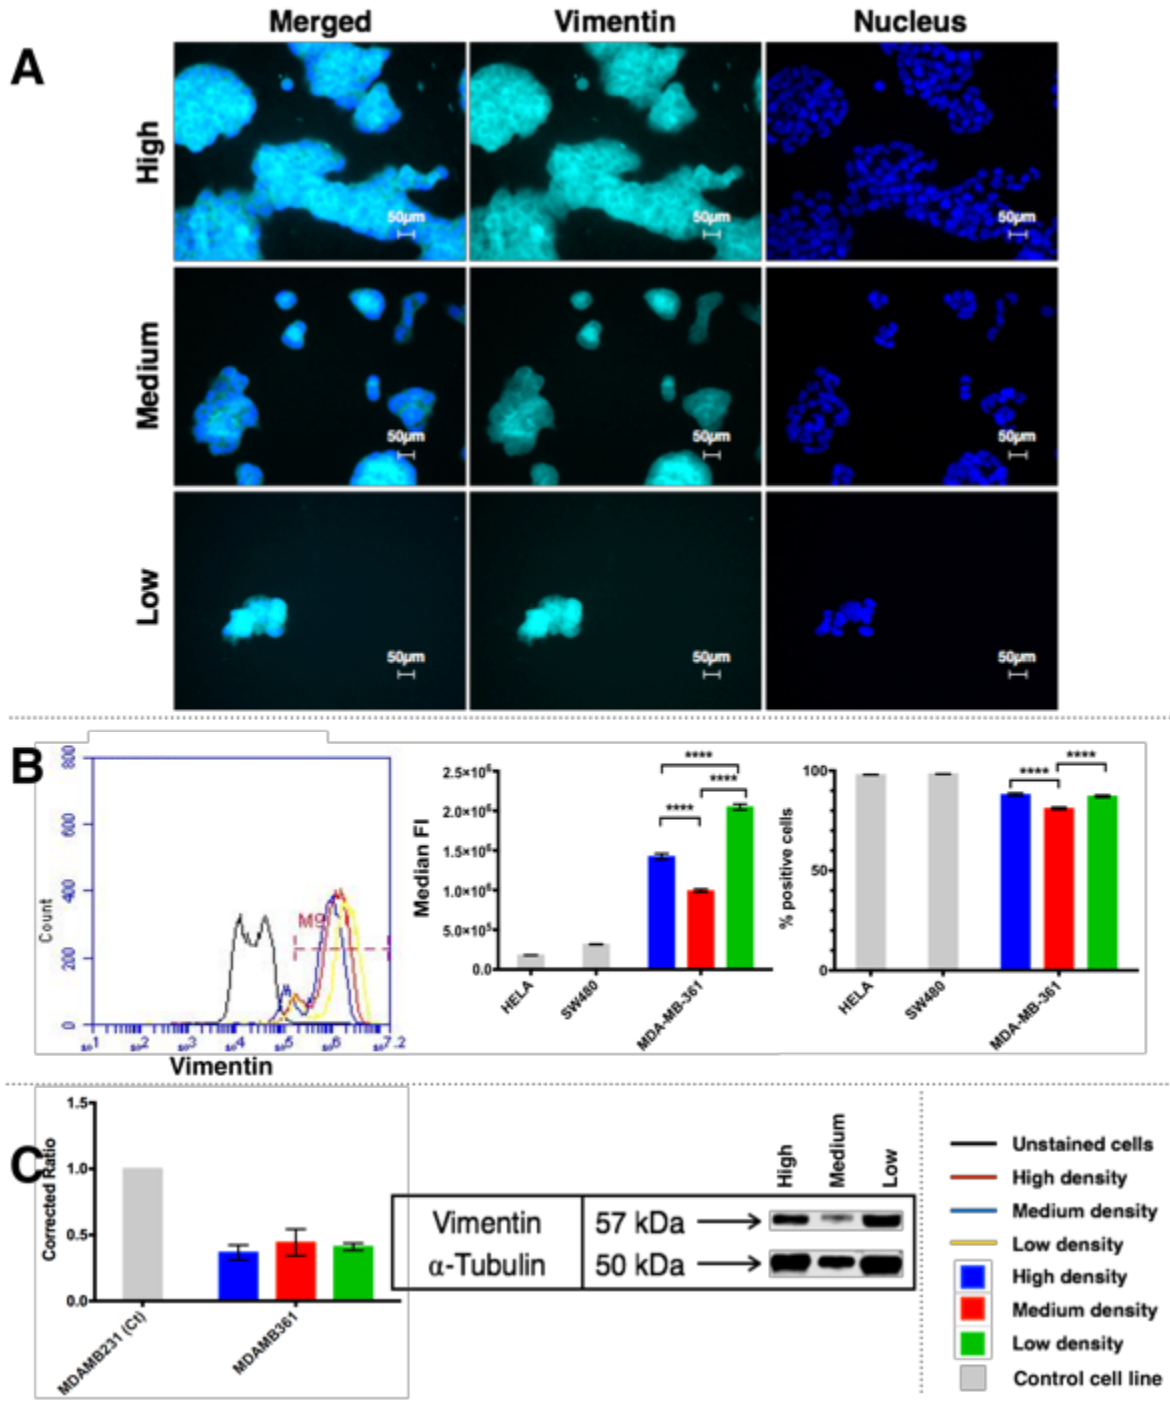 Merged Vimentin Nucleus
A
High
50µm 50µm 50µm
Medium
50µm 50µm 50µm
Low
50µm 50µm 50µm
B
Count
800
600
400
200
0
M9
Vimentin
Median FI
2.5×10⁶
2.0×10⁶
1.5×10⁶
1.0×10⁶
5.0×10⁵
0.0
****
****
****
HELA
SW480
MDA-MB-361
% positive cells
100
50
0
****
****
HELA
SW480
MDA-MB-361
C
Corrected Ratio
1.5
1.0
0.5
0.0
MDAMB231 (Ct)
MDAMB361
High Medium Low
Vimentin 57 kDa
α-Tubulin 50 kDa
Unstained cells
High density
Medium density
Low density
High density
Medium density
Low density
Control cell line